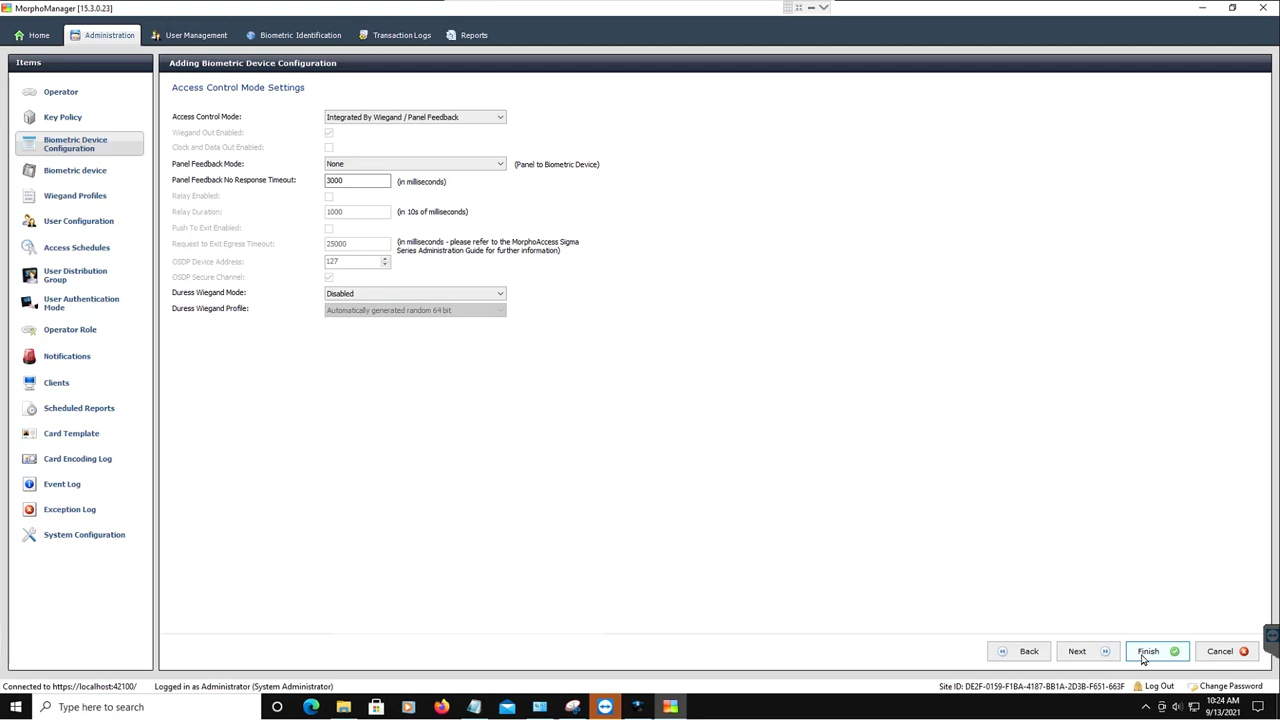 MorphoManager [15.3.0.23]
Home Administration User Management Biometric Identification Transaction Logs Reports
Items
Operator
Key Policy
Biometric Device
Configuration
Biometric device
Wiegand Profiles
User Configuration
Access Schedules
User Distribution
Group
User Authentication
Mode
Operator Role
Notifications
Clients
Scheduled Reports
Card Template
Card Encoding Log
Event Log
Exception Log
System Configuration
Adding Biometric Device Configuration
Access Control Mode Settings
Access Control Mode: Integrated By Wiegand / Panel Feedback
Wiegand Out Enabled:
Clock and Data Out Enabled:
Panel Feedback Mode: None (Panel to Biometric Device)
Panel Feedback No Response Timeout: 3000 (in milliseconds)
Relay Enabled:
Relay Duration: 1000 (in 10s of milliseconds)
Push To Exit Enabled:
Request to Exit Egress Timeout: 25000 (in milliseconds - please refer to the MorphoAccess Sigma
Series Administration Guide for further information)
OSDP Device Address: 127
OSDP Secure Channel:
Duress Wiegand Mode: Disabled
Duress Wiegand Profile: Automatically generated random 64 bit
Back Next Finish Cancel
Connected to https://localhost:42100/ Logged in as Administrator (System Administrator) Site ID: DE2F-0159-F1BA-4187-BB1A-2D3B-F651-663F Log Out Change Password
Type here to search 10:24 AM
9/13/2021